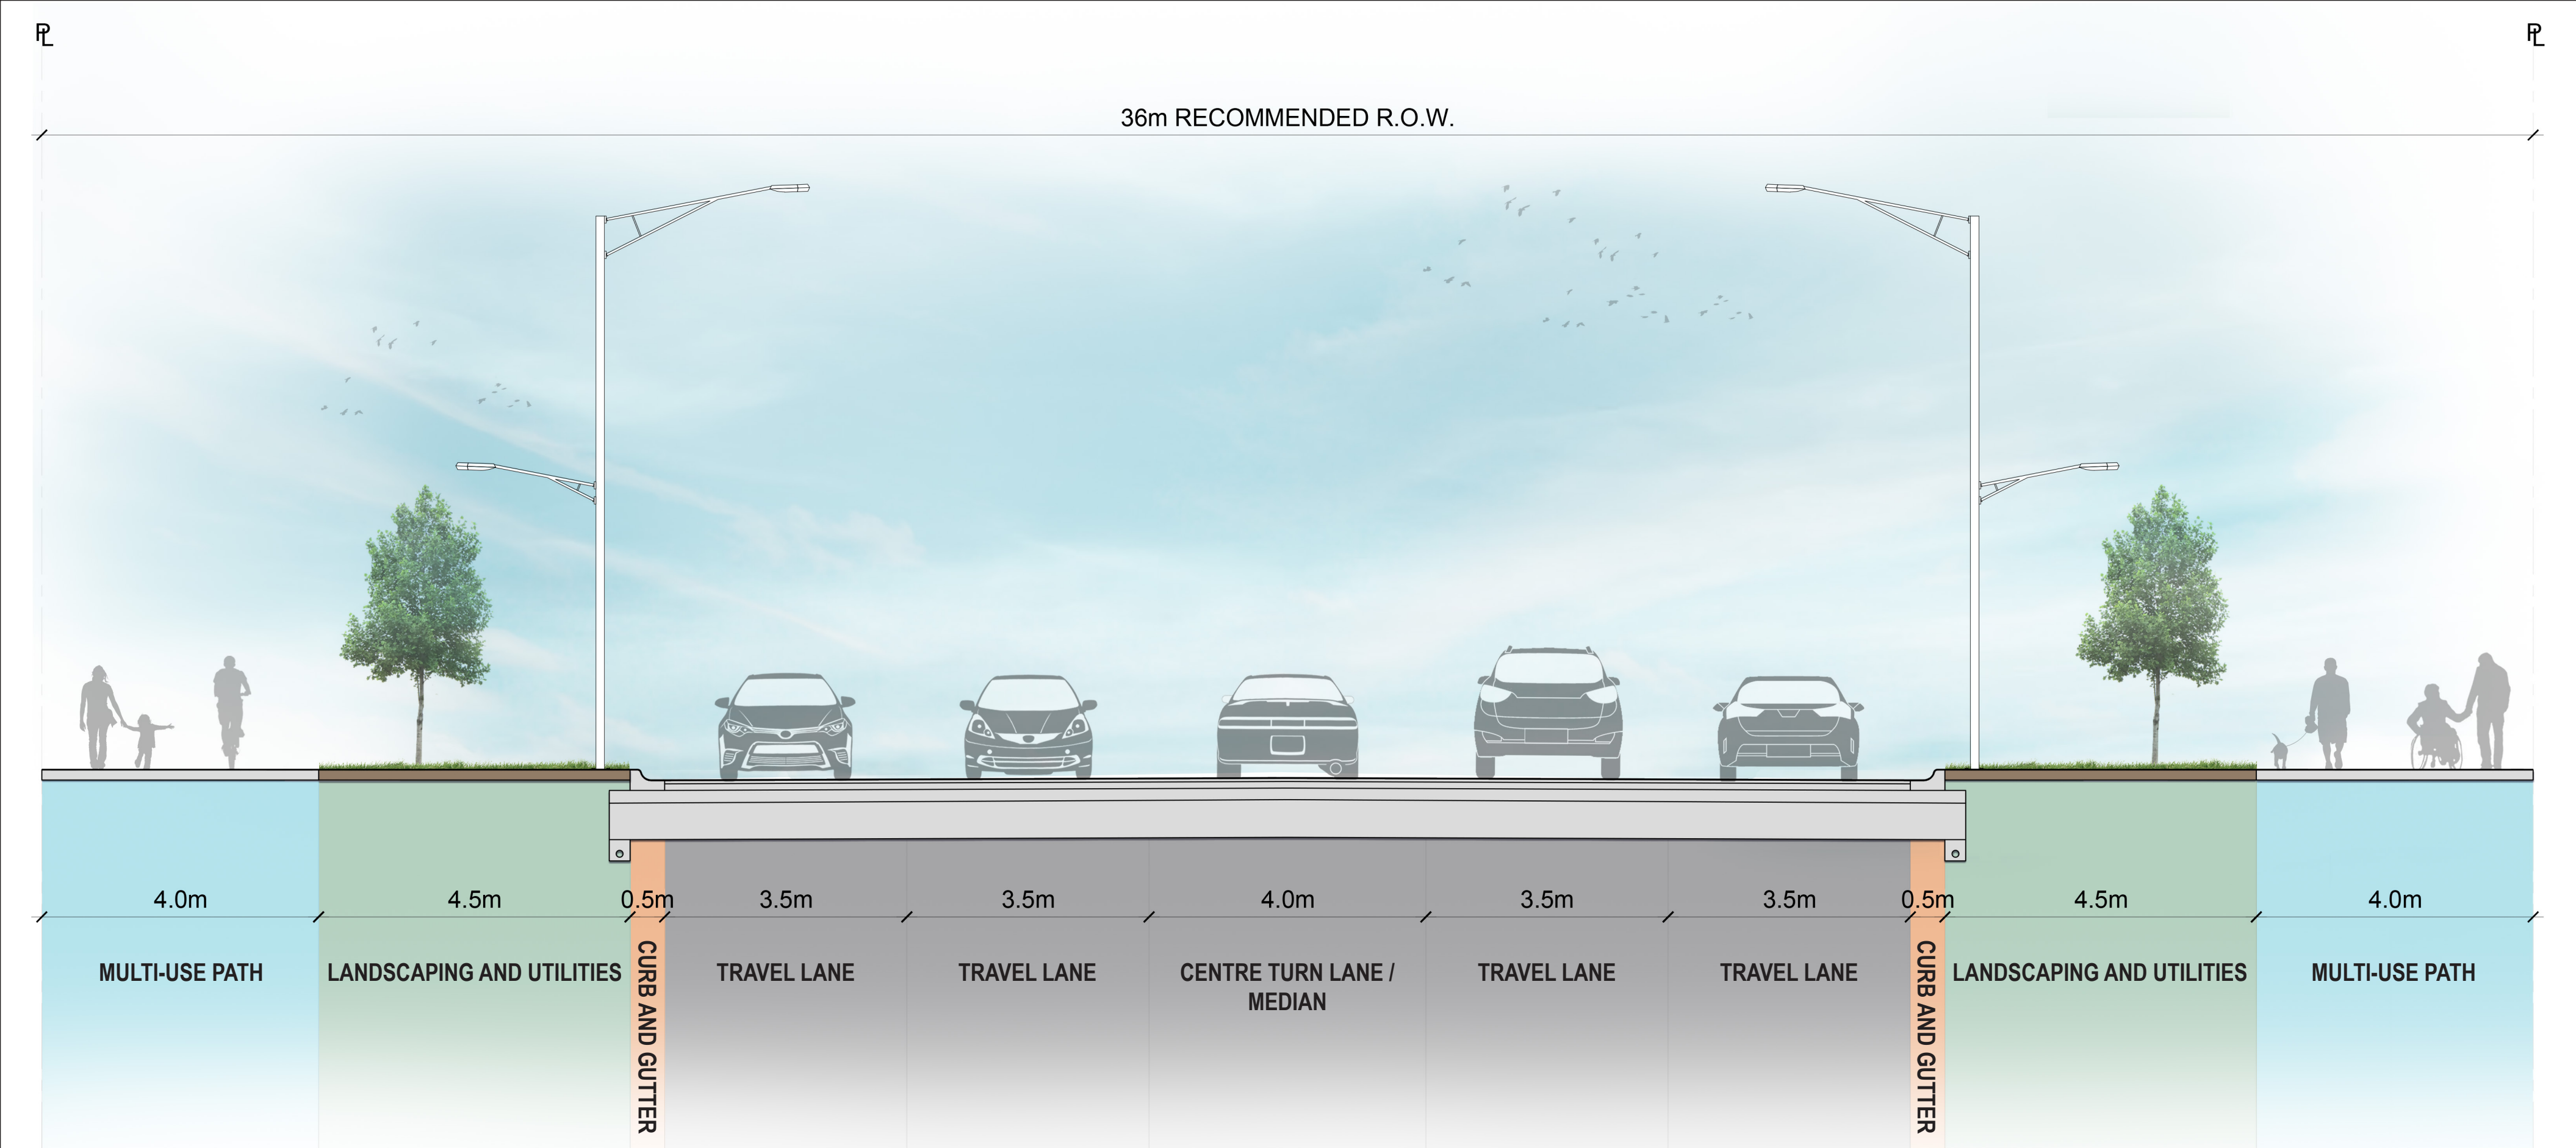 PL PL
36m RECOMMENDED R.O.W.
4.0m 4.5m 0.5m 3.5m 3.5m 4.0m 3.5m 3.5m 0.5m 4.5m 4.0m
MULTI-USE PATH
LANDSCAPING AND UTILITIES
CURB AND GUTTER
TRAVEL LANE
TRAVEL LANE
CENTRE TURN LANE /
MEDIAN
TRAVEL LANE
TRAVEL LANE
CURB AND GUTTER
LANDSCAPING AND UTILITIES
MULTI-USE PATH